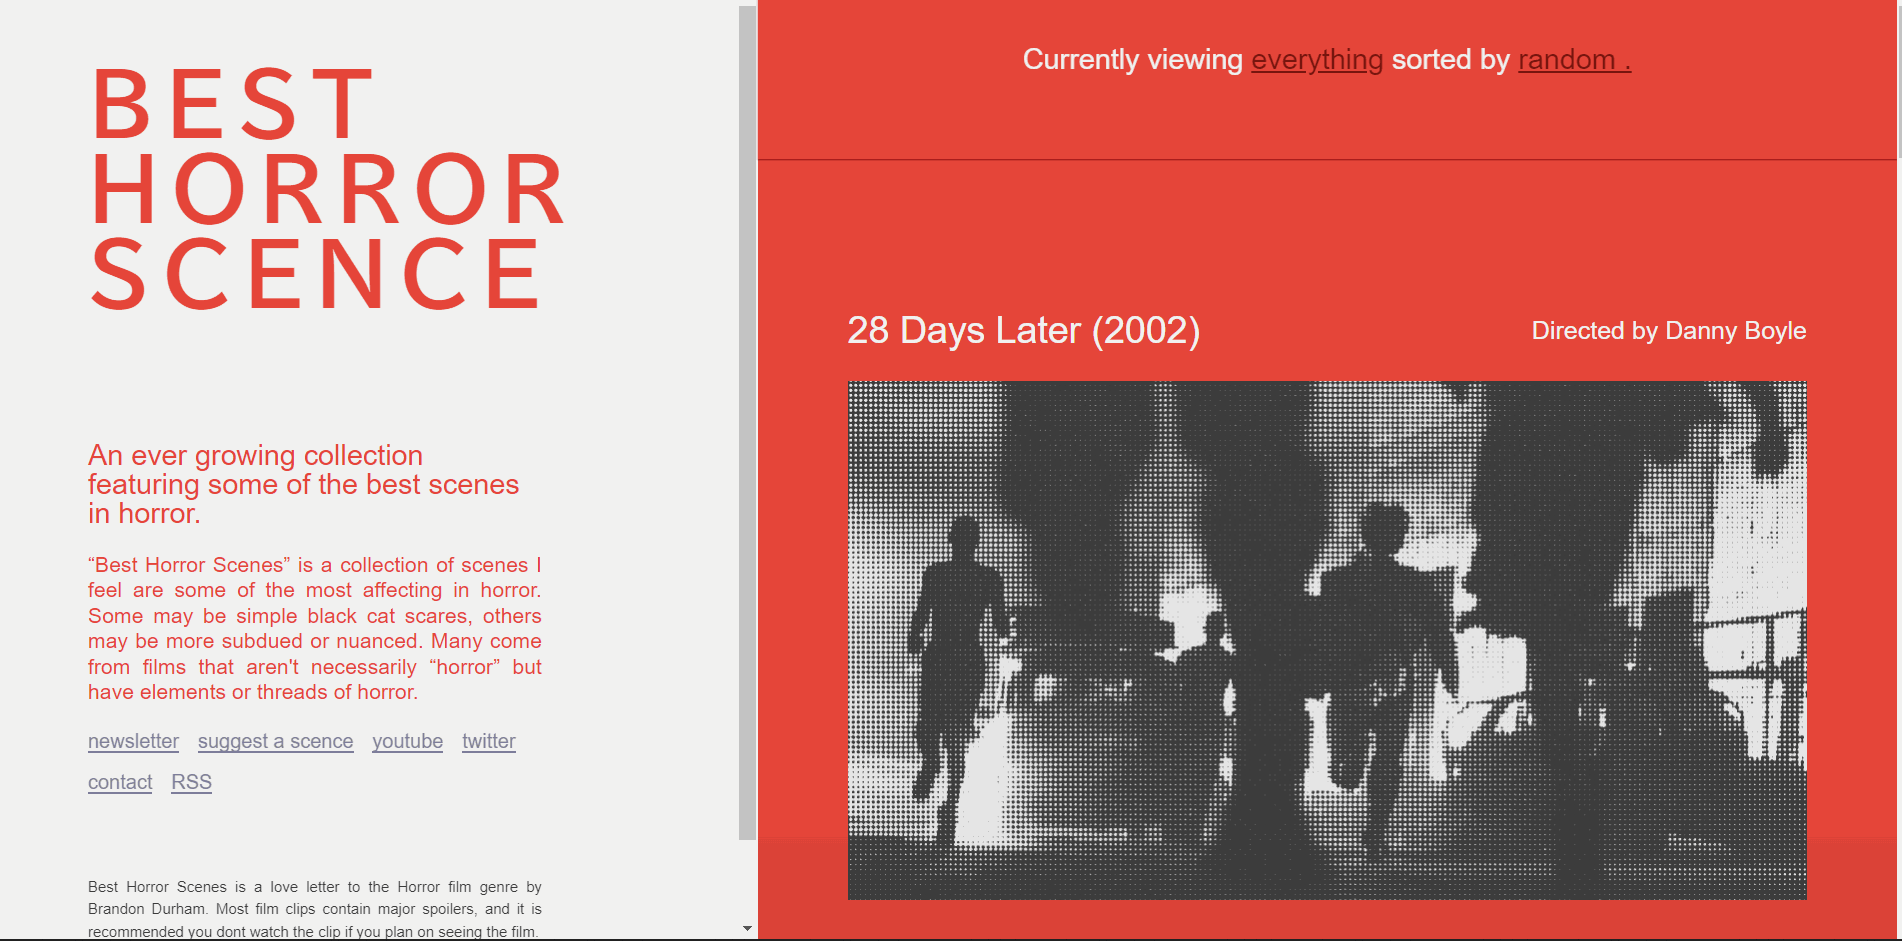 BEST
HORROR
SCENCE
An ever growing collection
featuring some of the best scenes
in horror.
“Best Horror Scenes” is a collection of scenes I
feel are some of the most affecting in horror.
Some may be simple black cat scares, others
may be more subdued or nuanced. Many come
from films that aren't necessarily “horror” but
have elements or threads of horror.
newsletter suggest a scence youtube twitter
contact RSS
Best Horror Scenes is a love letter to the Horror film genre by
Brandon Durham. Most film clips contain major spoilers, and it is
recommended you dont watch the clip if you plan on seeing the film.
Currently viewing everything sorted by random .
28 Days Later (2002)
Directed by Danny Boyle